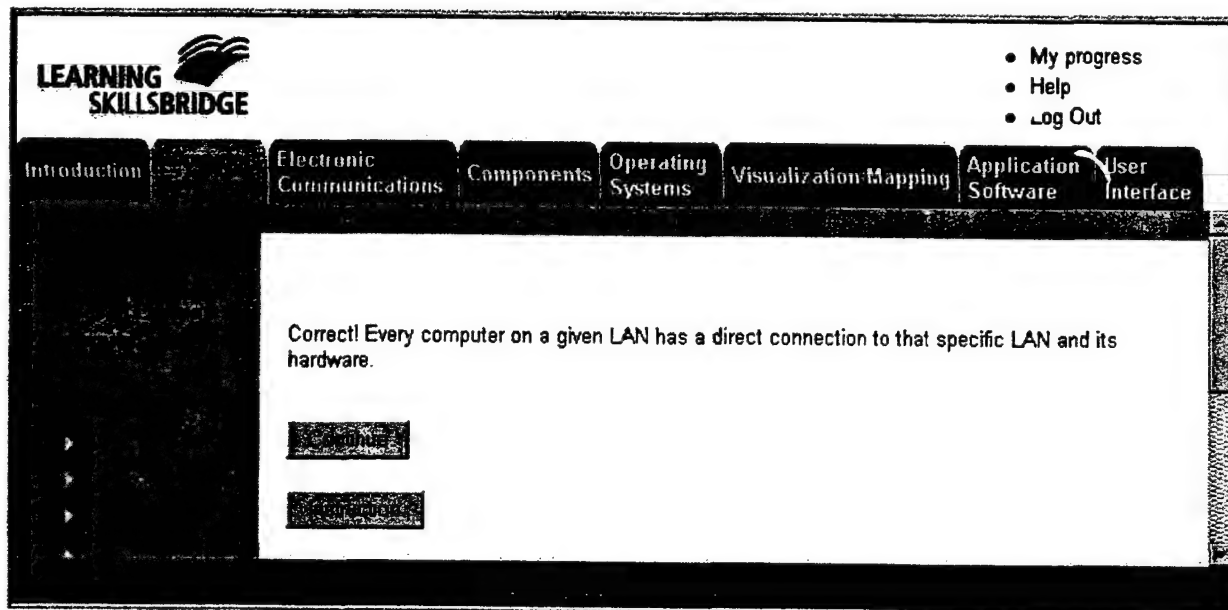 LEARNING
SKILLSBRIDGE
My progress
Help
Log Out
Introduction
Electronic
Communications
Components
Operating
Systems
Visualization Mapping
Application
Software
User
Interface
Correct! Every computer on a given LAN has a direct connection to that specific LAN and its
hardware.
Continue